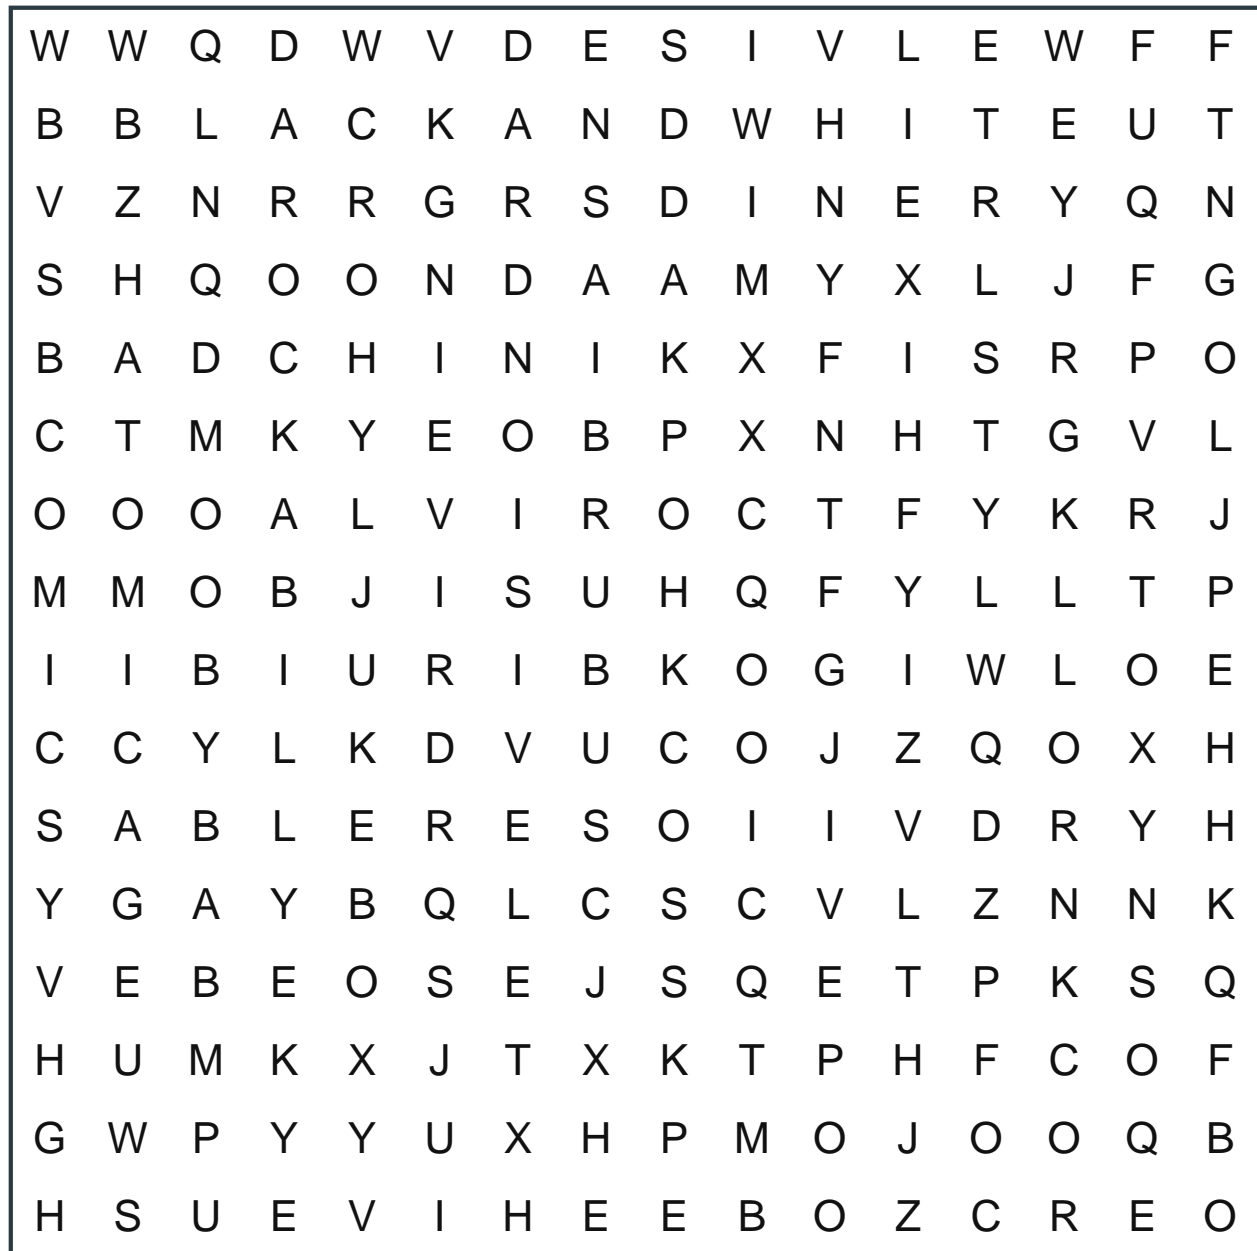 W W Q D W V D E S I V L E W F F
B B L A C K A N D W H I T E U T
V Z N R R G R S D I N E R Y Q N
S H Q O O N D A A M Y X L J F G
B A D C H I N I K X F I S R P O
C T M K Y E O B P X N H T G V L
O O O A L V I R O C T F Y K R J
M M O B J I S U H Q F Y L L T P
I I B I U R I B K O G I W L O E
C C Y L K D V U C O J Z Q O X H
S A B L E R E S O I I V D R Y H
Y G A Y B Q L C S C V L Z N N K
V E B E O S E J S Q E T P K S Q
H U M K X J T X K T P H F C O F
G W P Y Y U X H P M O J O O Q B
H S U E V I H E E B O Z C R E O